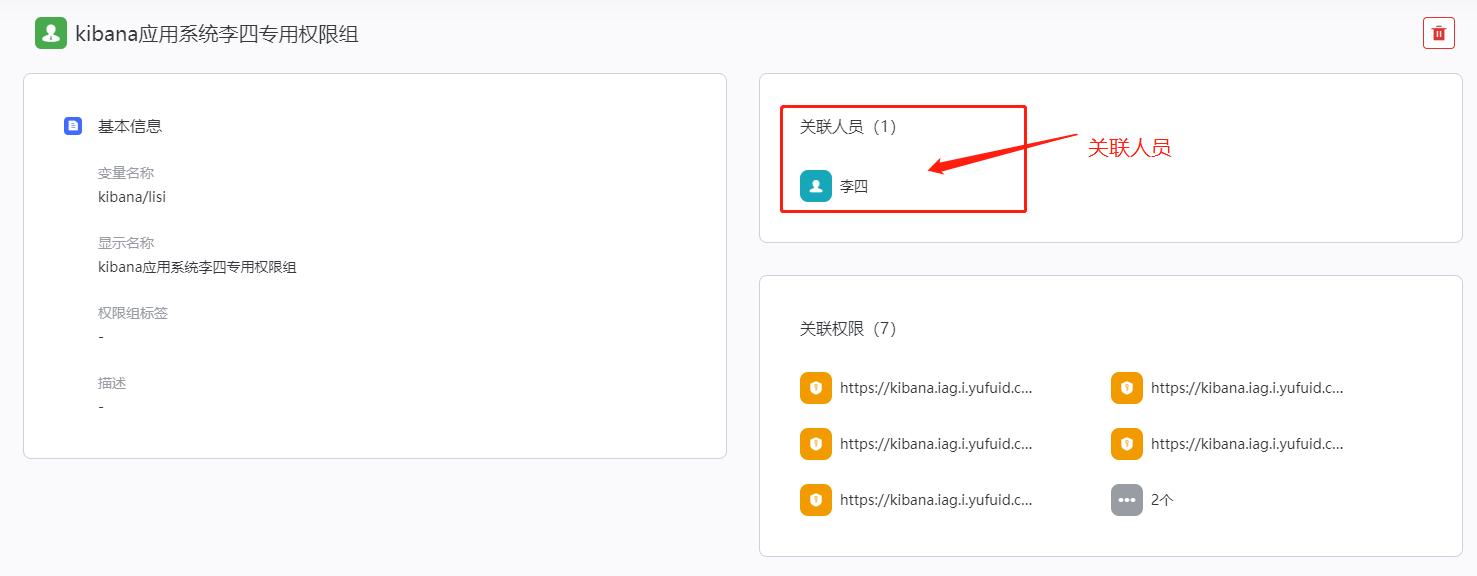 kibana应用系统李四专用权限组
基本信息
变量名称
kibana/lisi
显示名称
kibana应用系统李四专用权限组
权限组标签
-
描述
-
关联人员（1）
李四
关联人员
关联权限（7）
https://kibana.iag.i.yufuid.c...
https://kibana.iag.i.yufuid.c...
https://kibana.iag.i.yufuid.c...
https://kibana.iag.i.yufuid.c...
https://kibana.iag.i.yufuid.c...
2个